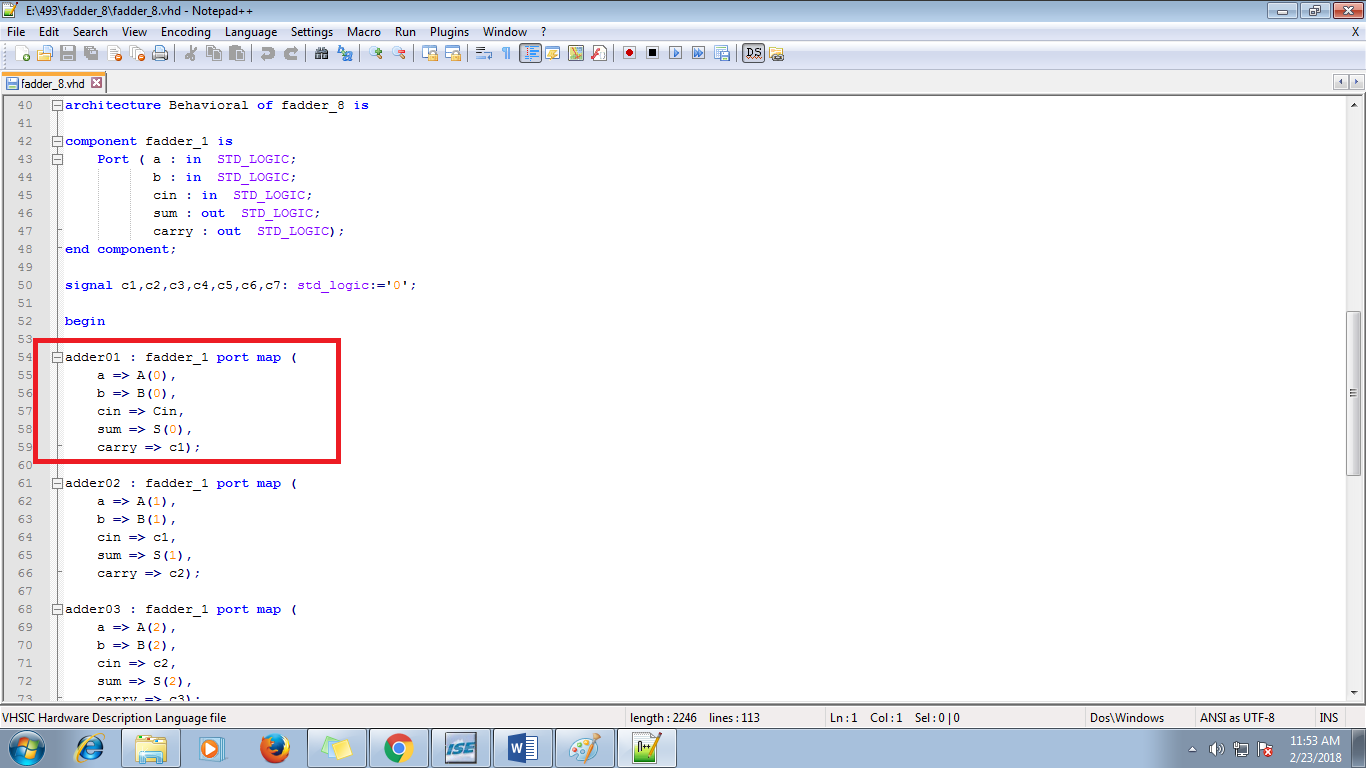 E:\493\fadder_8\fadder_8.vhd - Notepad++
File Edit Search View Encoding Language Settings Macro Run Plugins Window ? X
fadder_8.vhd
40 architecture Behavioral of fadder_8 is
41
42 component fadder_1 is
43 Port ( a : in STD_LOGIC;
44 b : in STD_LOGIC;
45 cin : in STD_LOGIC;
46 sum : out STD_LOGIC;
47 carry : out STD_LOGIC);
48 end component;
49
50 signal c1,c2,c3,c4,c5,c6,c7: std_logic:='0';
51
52 begin
53
54 adder01 : fadder_1 port map (
55 a => A(0),
56 b => B(0),
57 cin => Cin,
58 sum => S(0),
59 carry => c1);
60
61 adder02 : fadder_1 port map (
62 a => A(1),
63 b => B(1),
64 cin => c1,
65 sum => S(1),
66 carry => c2);
67
68 adder03 : fadder_1 port map (
69 a => A(2),
70 b => B(2),
71 cin => c2,
72 sum => S(2),
73 carry => c3);
VHSIC Hardware Description Language file length : 2246 lines : 113 Ln : 1 Col : 1 Sel : 0 | 0 Dos\Windows ANSI as UTF-8 INS
ISE
11:53 AM
2/23/2018